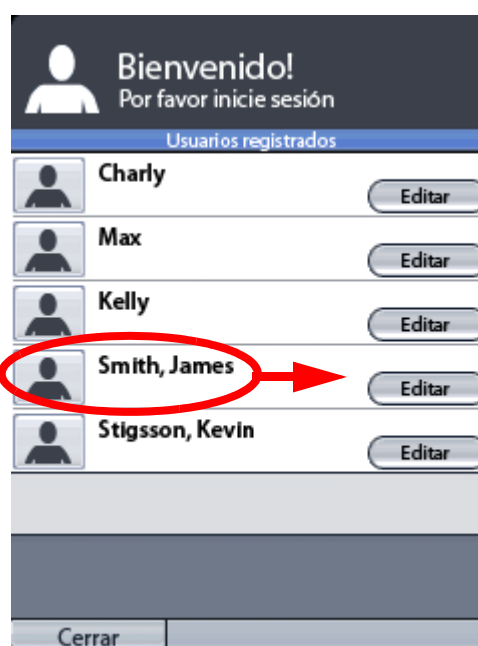 Bienvenido!
Por favor inicie sesión
Usuarios registrados
Charly
Editar
Max
Editar
Kelly
Editar
Smith, James
Editar
Stigsson, Kevin
Editar
Cerrar